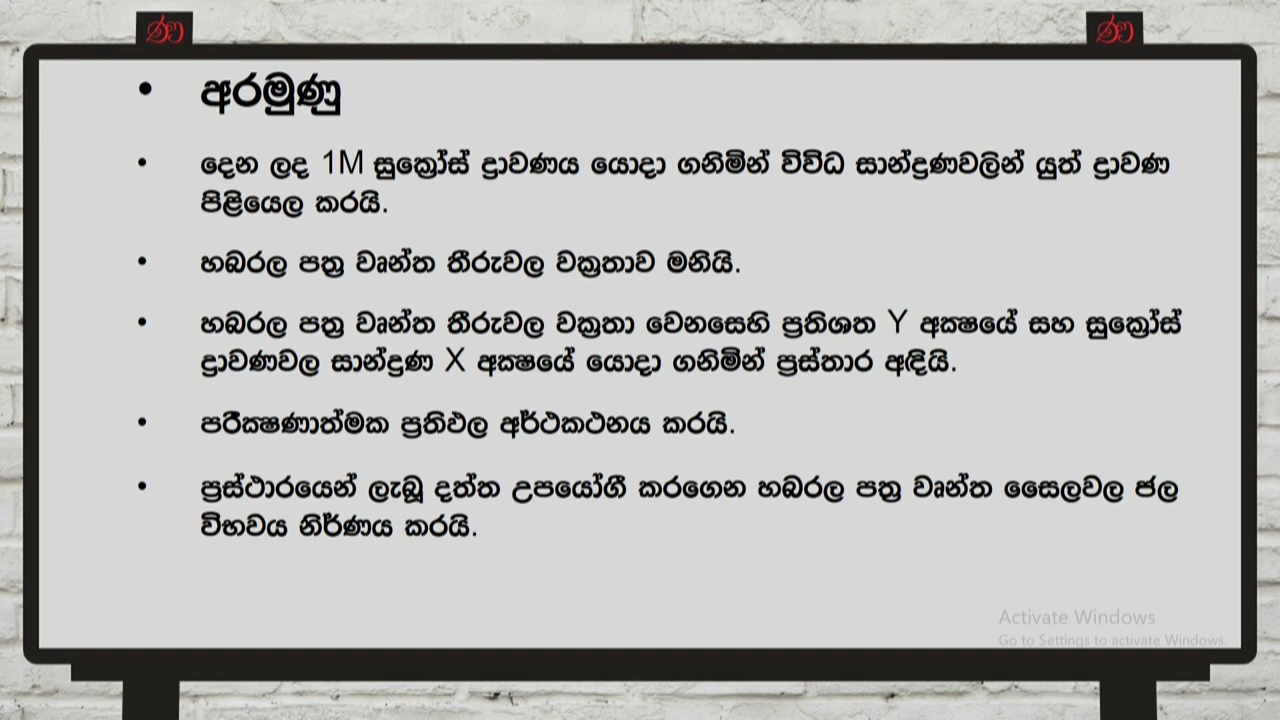 ණ
ණ
• අරමුණු
• දෙන ලද 1M සුක්‍රෝස් ද්‍රාවණය යොදා ගනිමින් විවිධ සාන්ද්‍රණවලින් යුත් ද්‍රාවණ
පිළියෙල කරයි.
• හබරල පත්‍ර වෘන්ත තීරුවල වක්‍රතාව මනියි.
• හබරල පත්‍ර වෘන්ත තීරුවල වක්‍රතා වෙනසෙහි ප්‍රතිශත Y අක්‍ෂයේ සහ සුක්‍රෝස්
ද්‍රාවණවල සාන්ද්‍රණ X අක්‍ෂයේ යොදා ගනිමින් ප්‍රස්තාර අඳියි.
• පරීක්‍ෂණාත්මක ප්‍රතිඵල අර්ථකථනය කරයි.
• ප්‍රස්ථාරයෙන් ලැබූ දත්ත උපයෝගී කරගෙන හබරල පත්‍ර වෘන්ත සෛලවල ජල
විභවය නිර්ණය කරයි.
Activate Windows
Go to Settings to activate Windows.